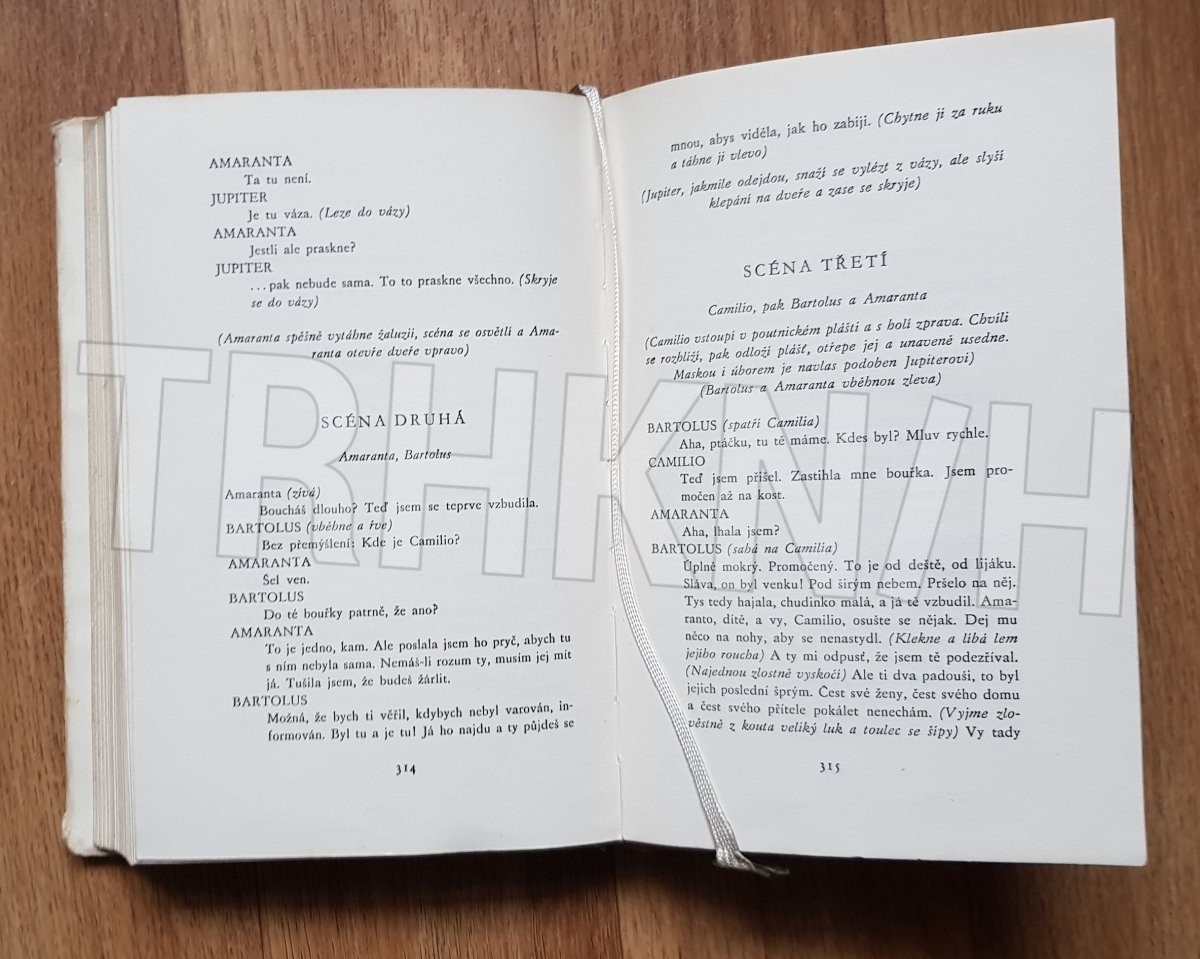 AMARANTA
Ta tu není.
JUPITER
Je tu váza. (Leze do vázy)
AMARANTA
Jestli ale praskne?
JUPITER
...pak nebude sama. To to praskne všechno. (Skryje
se do vázy)
(Amaranta spěšně vytáhne žaluzii, scéna se osvětlí a Ama-
ranta otevře dveře vpravo)
SCÉNA DRUHÁ
Amaranta, Bartolus
Amaranta (zívá)
Boucháš dlouho? Teď jsem se teprve vzbudila.
BARTOLUS (vběhne a řve)
Bez přemýšlení: Kde je Camilio?
AMARANTA
Šel ven.
BARTOLUS
Do té bouřky patrně, že ano?
AMARANTA
To je jedno, kam. Ale poslala jsem ho pryč, abych tu
s ním nebyla sama. Nemáš-li rozum ty, musím jej mít
já. Tušila jsem, že budeš žárlit.
BARTOLUS
Možná, že bych ti věřil, kdybych nebyl varován, in-
formován. Byl tu a je tu! Já ho najdu a ty půjdeš se
314
mnou, abys viděla, jak ho zabiji. (Chytne ji za ruku
a táhne ji vlevo)
(Jupiter, jakmile odejdou, snaží se vylézt z vázy, ale slyší
klepání na dveře a zase se skryje)
SCÉNA TŘETÍ
Camilio, pak Bartolus a Amaranta
(Camilio vstoupí v poutnickém plášti a s holí zprava. Chvíli
se rozhlíží, pak odloží plášť, otřepe jej a unaveně usedne.
Maskou i úborem je navlas podoben Jupiterovi)
(Bartolus a Amaranta vběhnou zleva)
BARTOLUS (spatří Camilia)
Aha, ptáčku, tu tě máme. Kdes byl? Mluv rychle.
CAMILIO
Teď jsem přišel. Zastihla mne bouřka. Jsem pro-
močen až na kost.
AMARANTA
Aha, lhala jsem?
BARTOLUS (sahá na Camilia)
Úplně mokrý. Promočený. To je od deště, od lijáku.
Sláva, on byl venku! Pod širým nebem. Pršelo na něj.
Tys tedy hajala, chudinko malá, a já tě vzbudil. Ama-
ranto, dítě, a vy, Camilio, osušte se nějak. Dej mu
něco na nohy, aby se nenastydl. (Klekne a líbá lem
jejího roucha) A ty mi odpusť, že jsem tě podezříval.
(Najednou zlostně vyskočí) Ale ti dva padouši, to byl
jejich poslední šprým. Čest své ženy, čest svého domu
a čest svého přítele pokálet nenechám. (Vyjme zlo-
věstně z kouta veliký luk a toulec se šípy) Vy tady
315
TRHKNIH